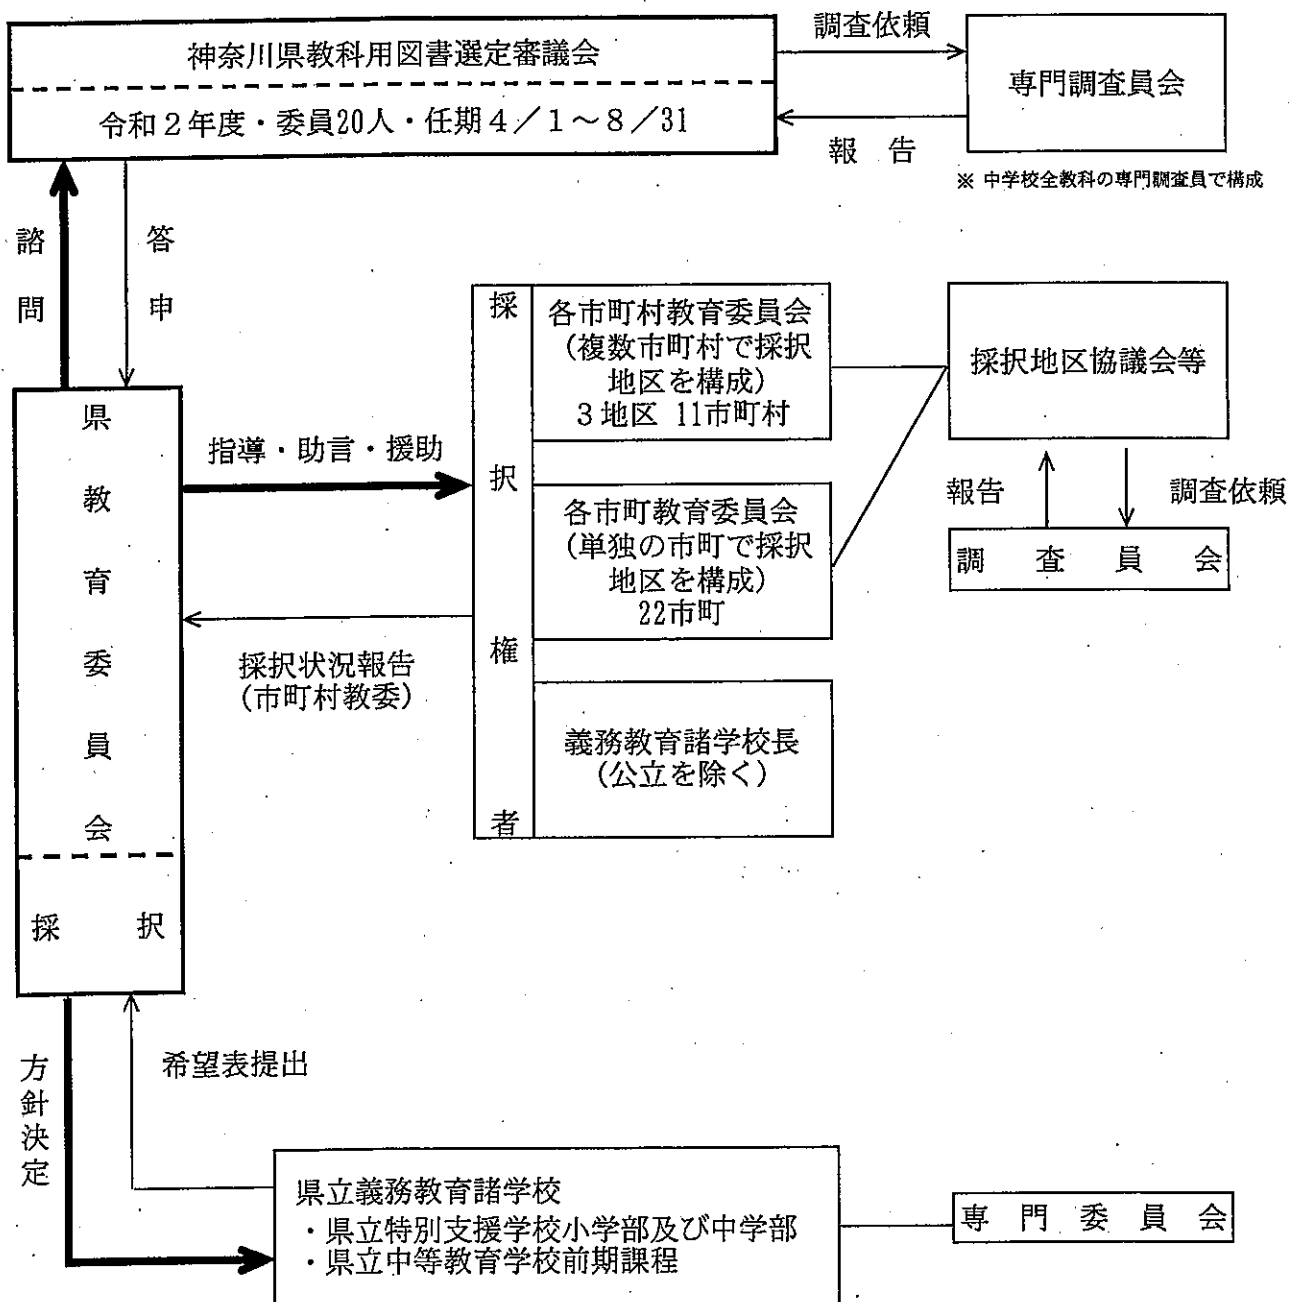 神奈川県教科用図書選定審議会
令和２年度・委員20人・任期４／１～８／31
調査依頼
報　告
専門調査員会
※ 中学校全教科の専門調査員で構成
諮問
答申
県教育委員会
採　択
指導・助言・援助
採択状況報告
(市町村教委)
採択権者
各市町村教育委員会
(複数市町村で採択
地区を構成)
３地区 11市町村
各市町教育委員会
(単独の市町で採択
地区を構成)
22市町
義務教育諸学校長
(公立を除く)
採択地区協議会等
報告
調査依頼
調　査　員　会
方針決定
希望表提出
県立義務教育諸学校
・県立特別支援学校小学部及び中学部
・県立中等教育学校前期課程
専　門　委　員　会